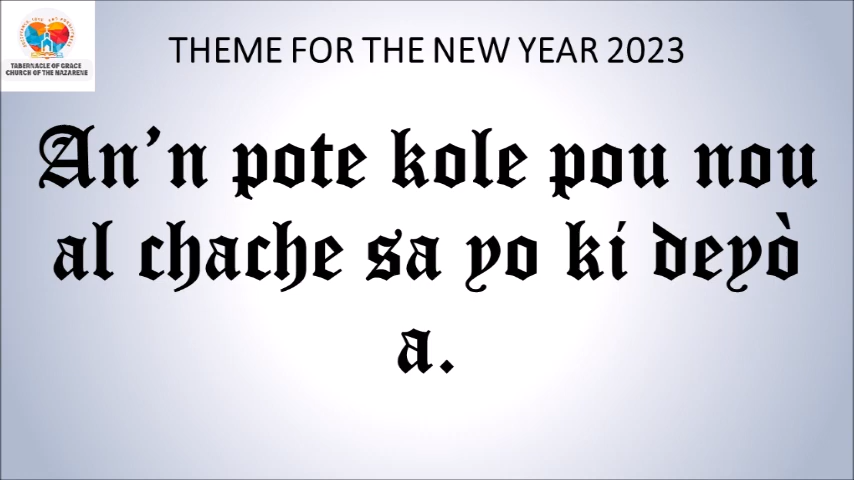 TABERNACLE OF GRACE
CHURCH OF THE NAZARENE
THEME FOR THE NEW YEAR 2023
An’n pote kole pou nou
al chache sa yo ki deyò
a.